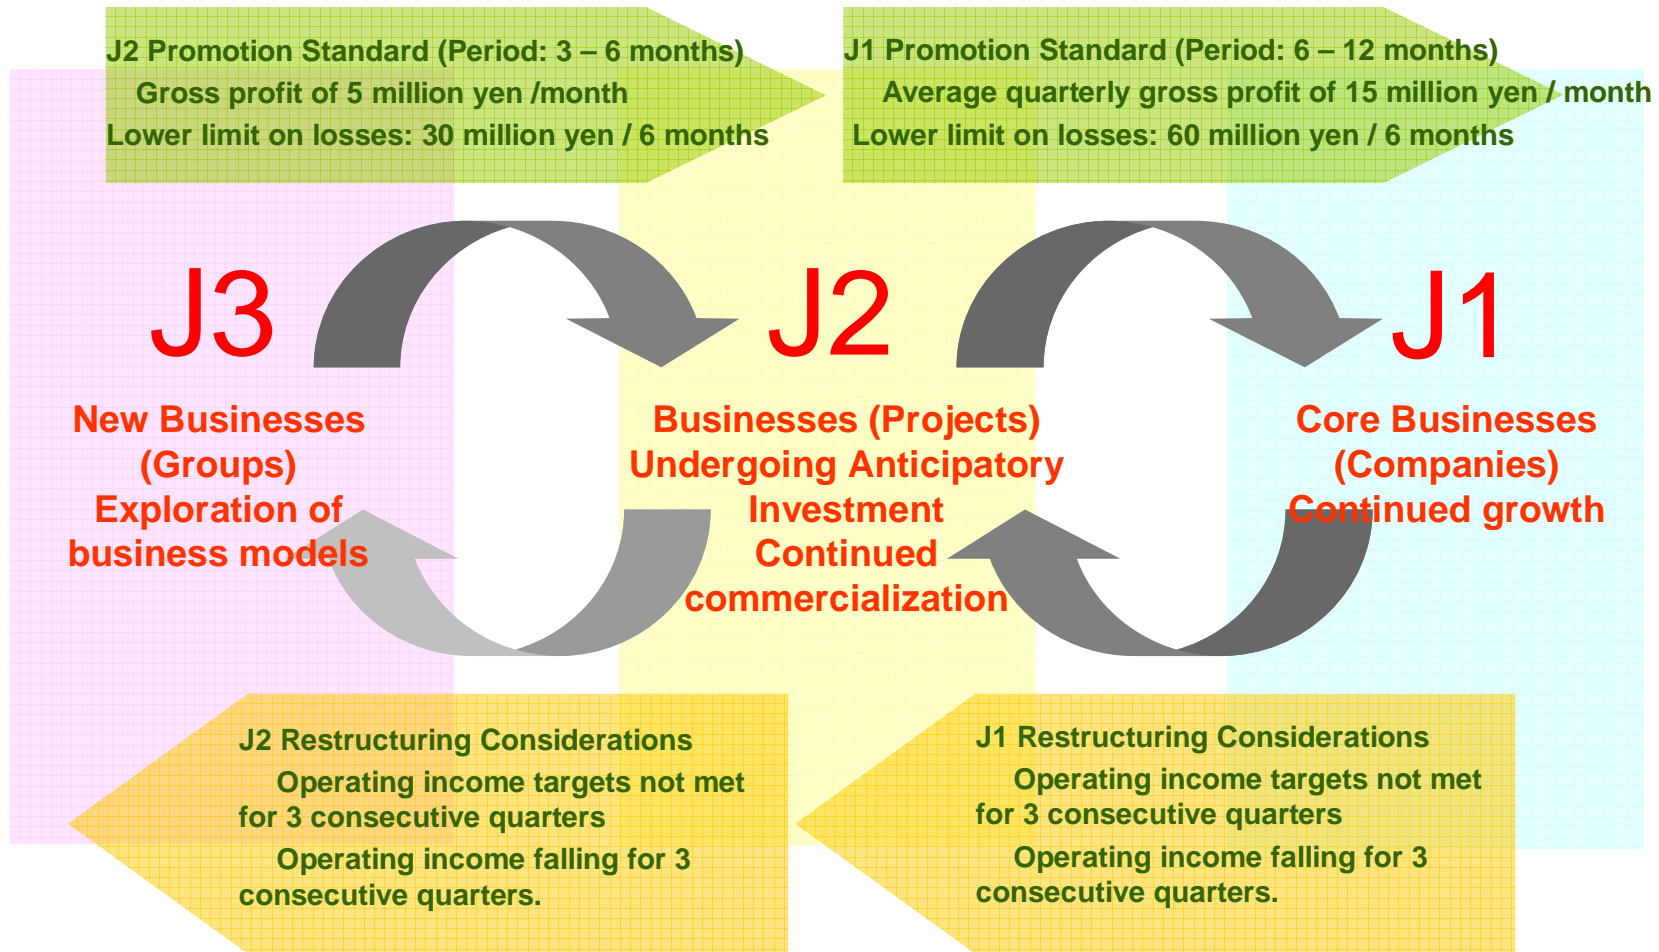 J2 Promotion Standard (Period: 3 – 6 months)
Gross profit of 5 million yen /month
Lower limit on losses: 30 million yen / 6 months
J1 Promotion Standard (Period: 6 – 12 months)
Average quarterly gross profit of 15 million yen / month
Lower limit on losses: 60 million yen / 6 months
J3
New Businesses
(Groups)
Exploration of
business models
J2
Businesses (Projects)
Undergoing Anticipatory
Investment
Continued
commercialization
J1
Core Businesses
(Companies)
Continued growth
J2 Restructuring Considerations
Operating income targets not met
for 3 consecutive quarters
Operating income falling for 3
consecutive quarters.
J1 Restructuring Considerations
Operating income targets not met
for 3 consecutive quarters
Operating income falling for 3
consecutive quarters.